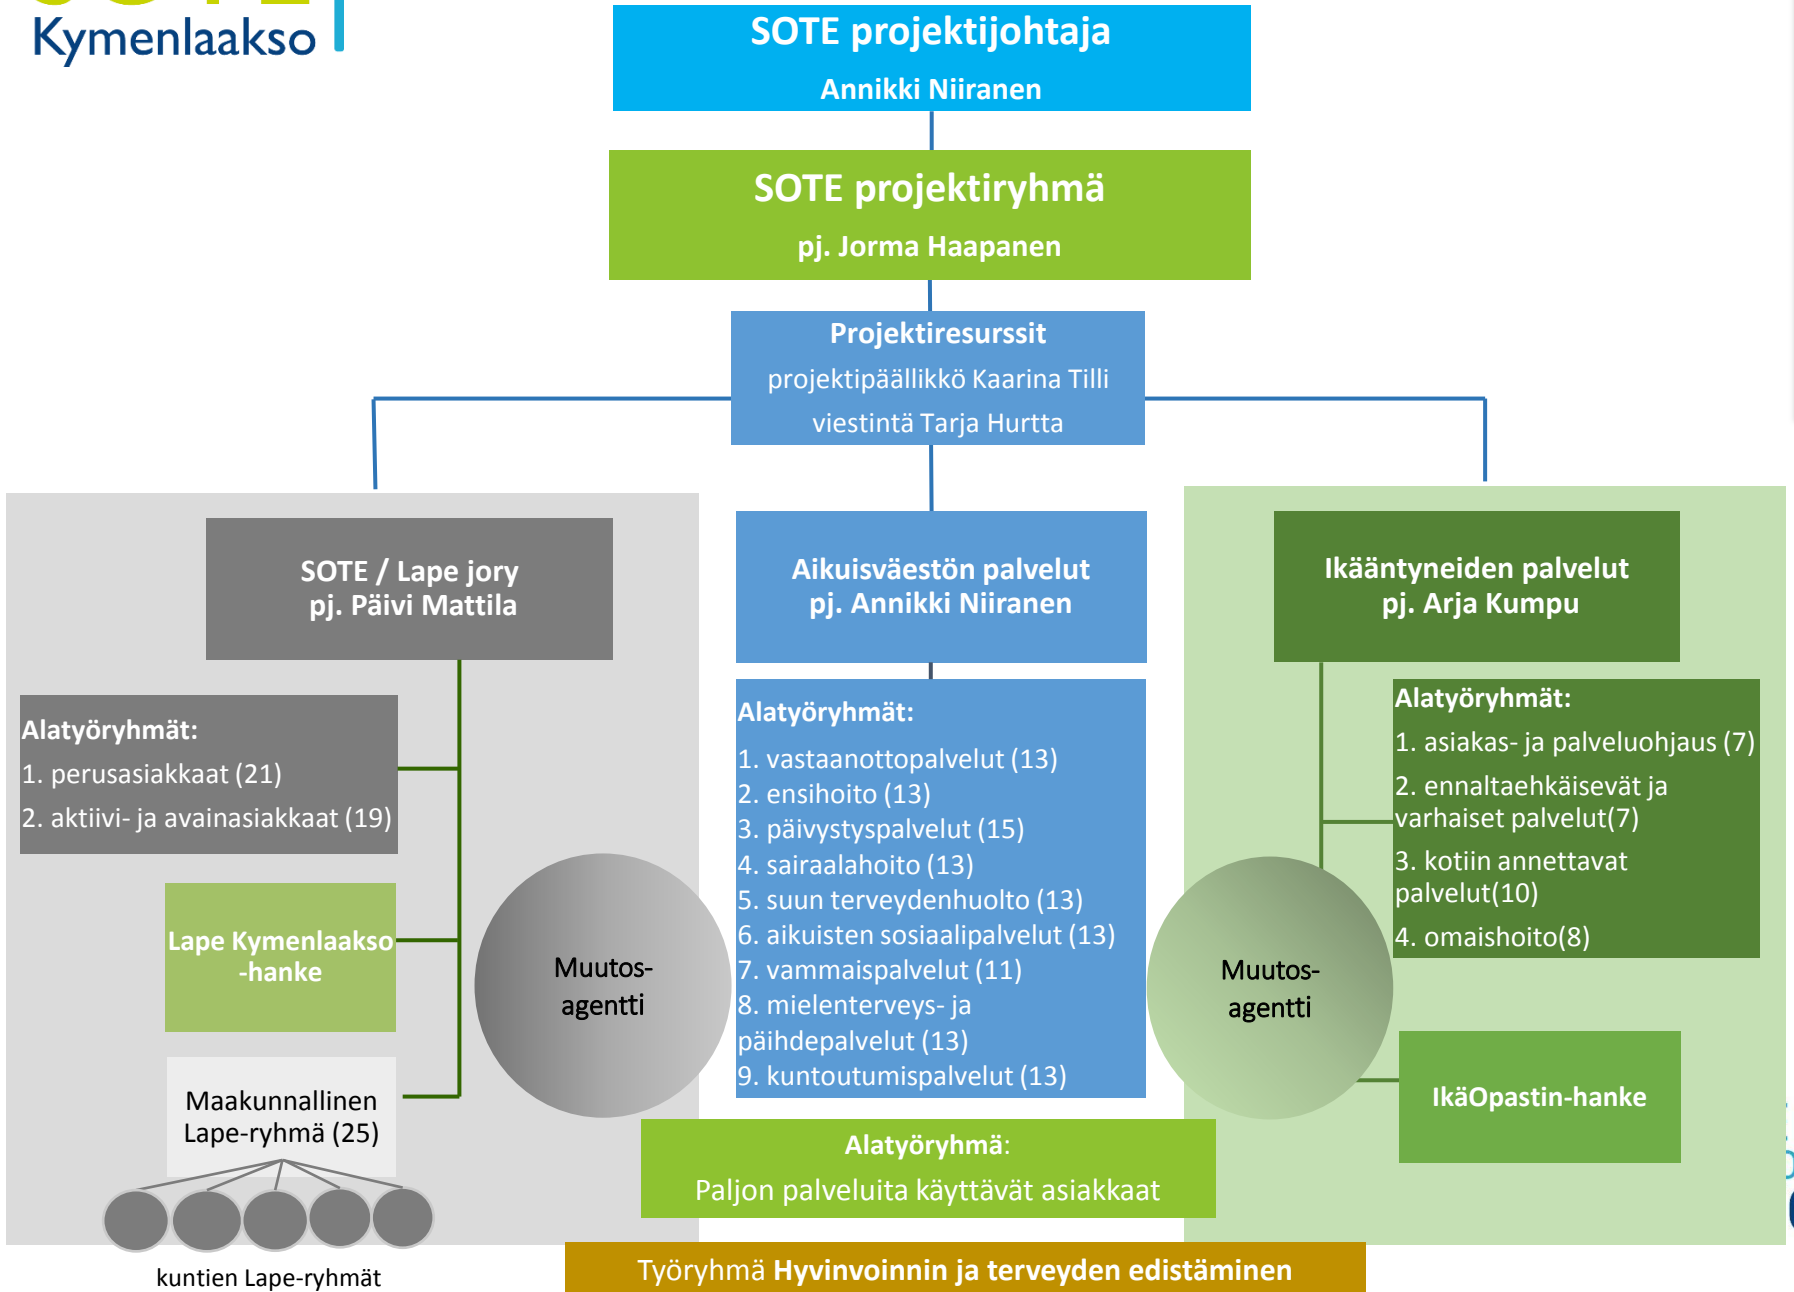 SOTE
Kymenlaakso
SOTE projektijohtaja
Annikki Niiranen
SOTE projektiryhmä
pj. Jorma Haapanen
Projektiresurssit
projektipäällikkö Kaarina Tilli
viestintä Tarja Hurtta
SOTE / Lape jory
pj. Päivi Mattila
Alatyöryhmät:
1. perusasiakkaat (21)
2. aktiivi- ja avainasiakkaat (19)
Lape Kymenlaakso
-hanke
Maakunnallinen
Lape-ryhmä (25)
kuntien Lape-ryhmät
Muutos-
agentti
Aikuisväestön palvelut
pj. Annikki Niiranen
Alatyöryhmät:
1. vastaanottopalvelut (13)
2. ensihoito (13)
3. päivystyspalvelut (15)
4. sairaalahoito (13)
5. suun terveydenhuolto (13)
6. aikuisten sosiaalipalvelut (13)
7. vammaispalvelut (11)
8. mielenterveys- ja
päihdepalvelut (13)
9. kuntoutumispalvelut (13)
Ikääntyneiden palvelut
pj. Arja Kumpu
Alatyöryhmät:
1. asiakas- ja palveluohjaus (7)
2. ennaltaehkäisevät ja
varhaiset palvelut(7)
3. kotiin annettavat
palvelut(10)
4. omaishoito(8)
Muutos-
agentti
IkäOpastin-hanke
Alatyöryhmä:
Paljon palveluita käyttävät asiakkaat
Työryhmä Hyvinvoinnin ja terveyden edistäminen